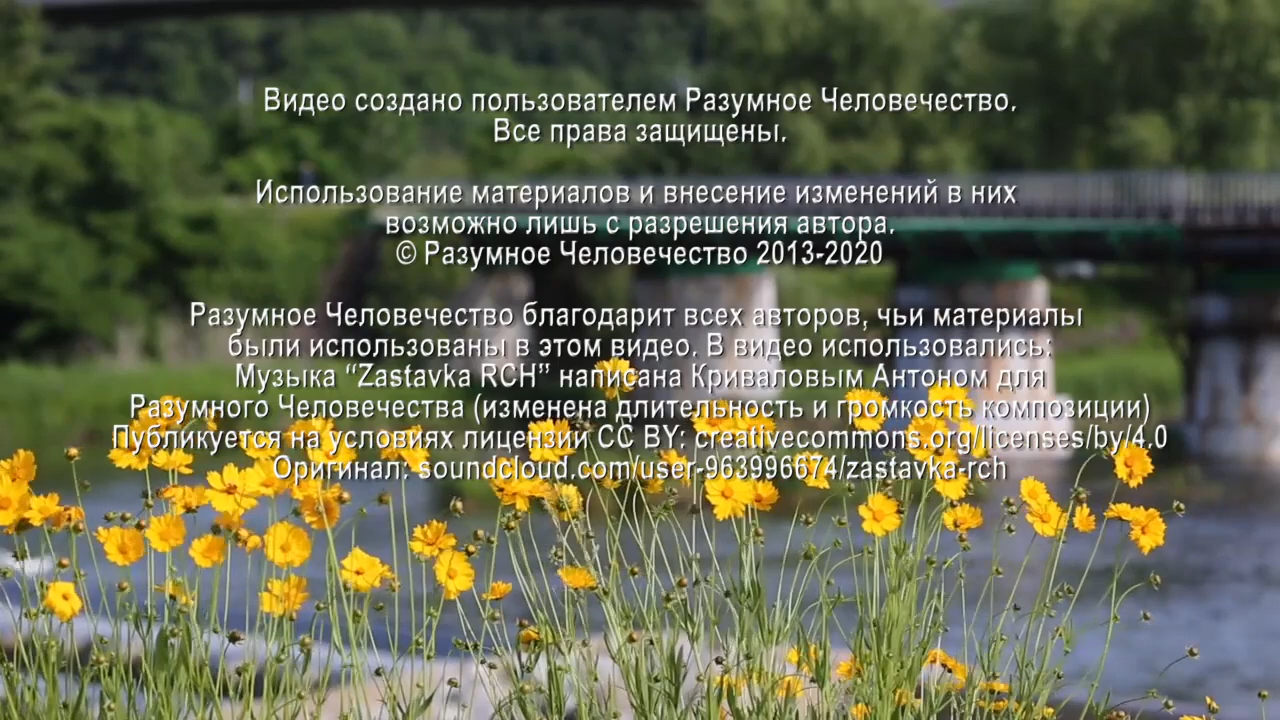 Видео создано пользователем Разумное Человечество.
Все права защищены.
Использование материалов и внесение изменений в них
возможно лишь с разрешения автора.
© Разумное Человечество 2013-2020
Разумное Человечество благодарит всех авторов, чьи материалы
были использованы в этом видео. В видео использовались:
Музыка “Zastavka RCH” написана Криваловым Антоном для
Разумного Человечества (изменена длительность и громкость композиции)
Публикуется на условиях лицензии CC BY: creativecommons.org/licenses/by/4.0
Оригинал: soundcloud.com/user-963996674/zastavka-rch